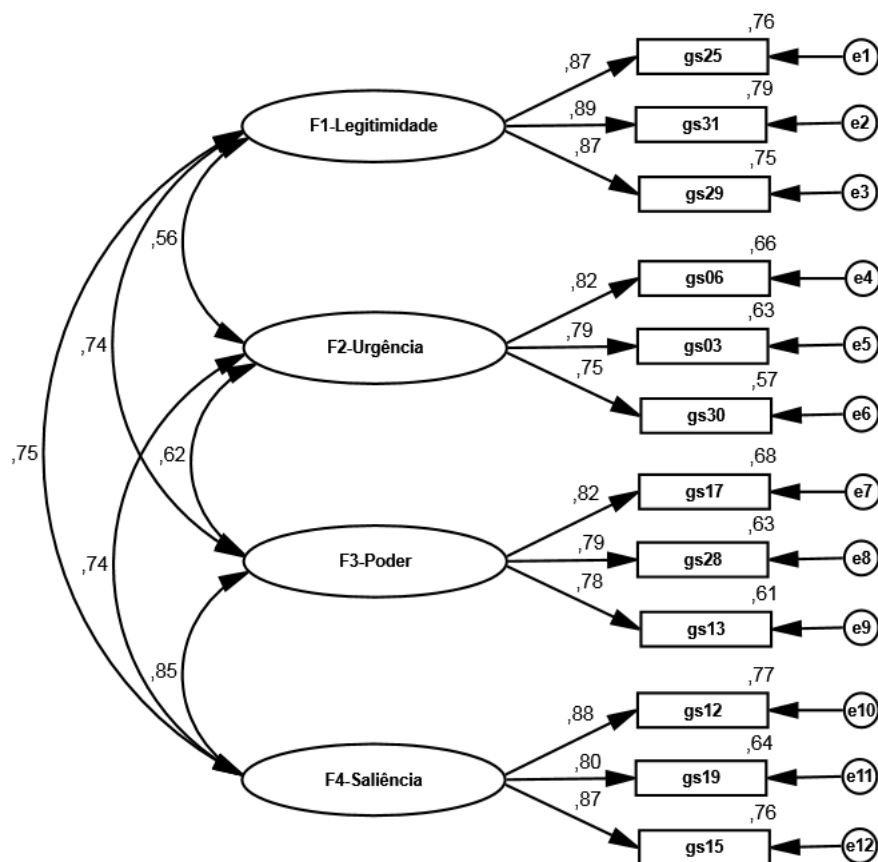 ,76
,87
gs25
e1
,79
F1-Legitimidade
,89
gs31
e2
,87
,75
gs29
e3
,56
,66
,82
gs06
e4
,63
,74
F2-Urgência
,79
gs03
e5
,75
,57
gs30
e6
,75
,62
,68
,82
gs17
e7
,63
,74
F3-Poder
,79
gs28
e8
,78
,61
gs13
e9
,85
,77
,88
gs12
e10
,64
F4-Saliência
,80
gs19
e11
,87
,76
gs15
e12